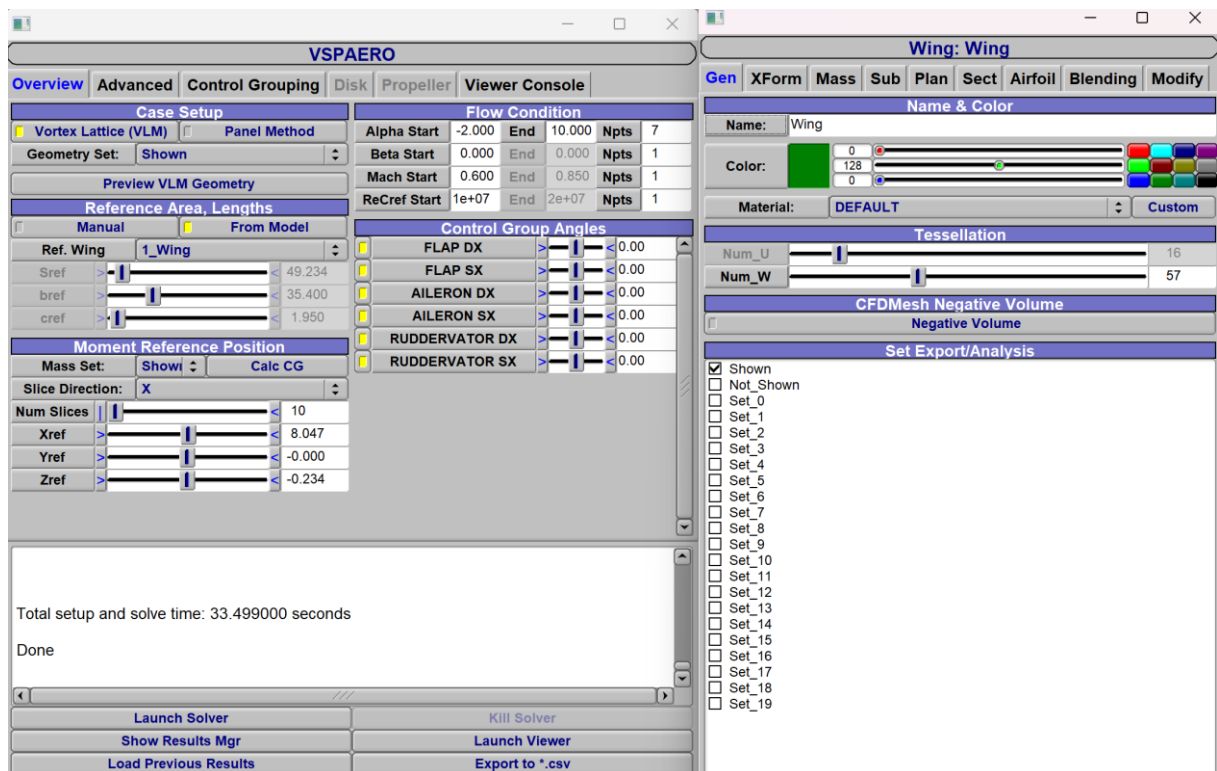 VSPAERO
Overview Advanced Control Grouping Disk Propeller Viewer Console
Case Setup
Vortex Lattice (VLM) Panel Method
Geometry Set: Shown
Preview VLM Geometry
Reference Area, Lengths
Manual From Model
Ref. Wing 1_Wing
Sref > < 49.234
bref > < 35.400
cref > < 1.950
Moment Reference Position
Mass Set: Shown Calc CG
Slice Direction: X
Num Slices | < 10
Xref > < 8.047
Yref > < -0.000
Zref > < -0.234
Flow Condition
Alpha Start -2.000 End 10.000 Npts 7
Beta Start 0.000 End 0.000 Npts 1
Mach Start 0.600 End 0.850 Npts 1
ReCref Start 1e+07 End 2e+07 Npts 1
Control Group Angles
FLAP DX > < 0.00
FLAP SX > < 0.00
AILERON DX > < 0.00
AILERON SX > < 0.00
RUDDERVATOR DX > < 0.00
RUDDERVATOR SX > < 0.00
Total setup and solve time: 33.499000 seconds
Done
Launch Solver Kill Solver
Show Results Mgr Launch Viewer
Load Previous Results Export to *.csv
Wing: Wing
Gen XForm Mass Sub Plan Sect Airfoil Blending Modify
Name & Color
Name: Wing
Color: 0
128
0
Material: DEFAULT Custom
Tessellation
Num_U 16
Num_W 57
CFDMesh Negative Volume
Negative Volume
Set Export/Analysis
Shown
Not_Shown
Set_0
Set_1
Set_2
Set_3
Set_4
Set_5
Set_6
Set_7
Set_8
Set_9
Set_10
Set_11
Set_12
Set_13
Set_14
Set_15
Set_16
Set_17
Set_18
Set_19